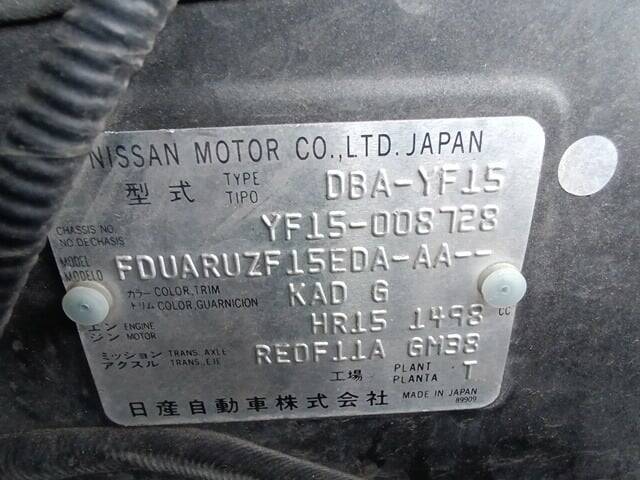 NISSAN MOTOR CO.,LTD. JAPAN
型式 TYPE TIPO DBA-YF15
CHASSIS NO. NO.DECHASIS YF15-008728
MODEL MODELO FDUARUZF15EDA-AA--
カラー COLOR,TRIM トリム COLOR,GUARNICION KAD G
エンジン ENGINE MOTOR HR15 1498 CC
ミッション アクスル TRANS. AXLE TRANS. EJE REOF11A GM38
工場 PLANT PLANTA T
日産自動車株式会社 MADE IN JAPAN
89909